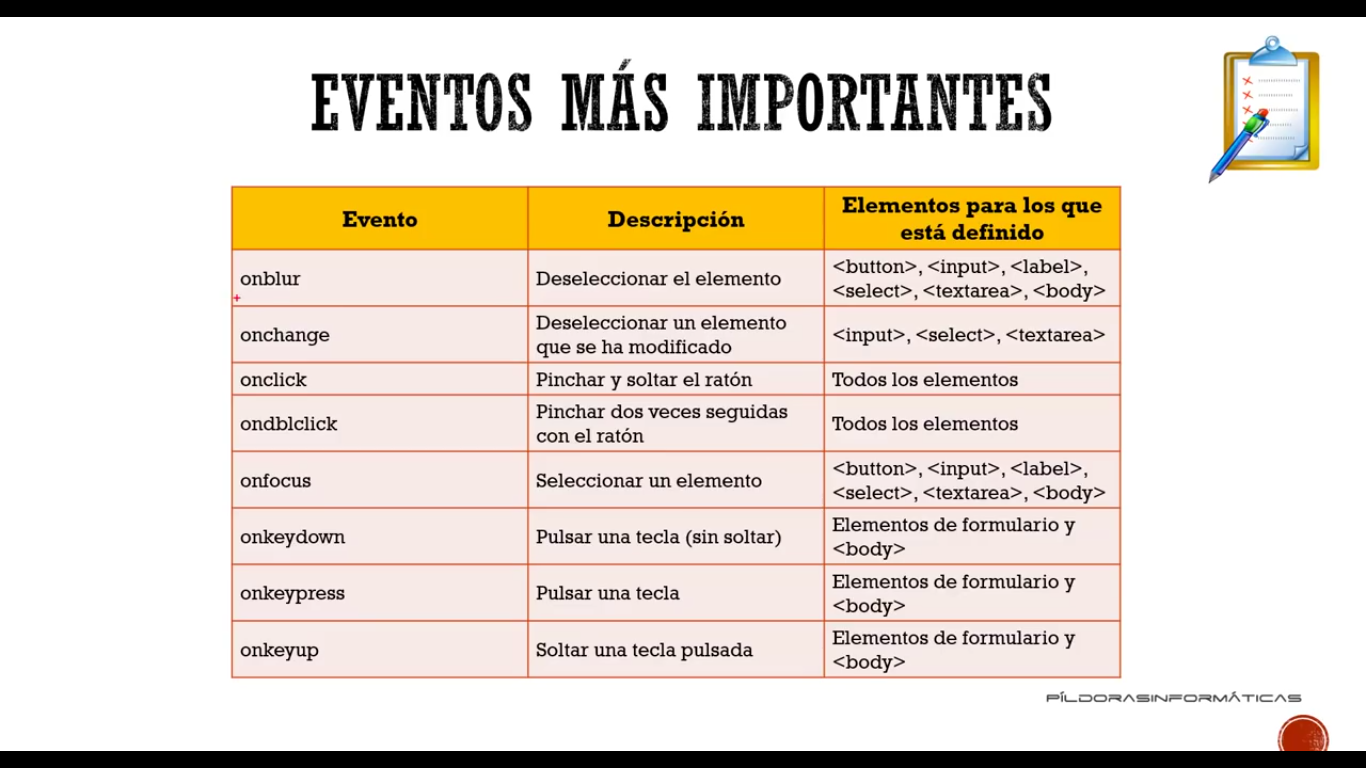 EVENTOS MÁS IMPORTANTES
Evento
Descripción
Elementos para los que
está definido
onblur
Deseleccionar el elemento
<button>, <input>, <label>,
<select>, <textarea>, <body>
onchange
Deseleccionar un elemento
que se ha modificado
<input>, <select>, <textarea>
onclick
Pinchar y soltar el ratón
Todos los elementos
ondblclick
Pinchar dos veces seguidas
con el ratón
Todos los elementos
onfocus
Seleccionar un elemento
<button>, <input>, <label>,
<select>, <textarea>, <body>
onkeydown
Pulsar una tecla (sin soltar)
Elementos de formulario y
<body>
onkeypress
Pulsar una tecla
Elementos de formulario y
<body>
onkeyup
Soltar una tecla pulsada
Elementos de formulario y
<body>
PÍLDORASINFORMÁTICAS